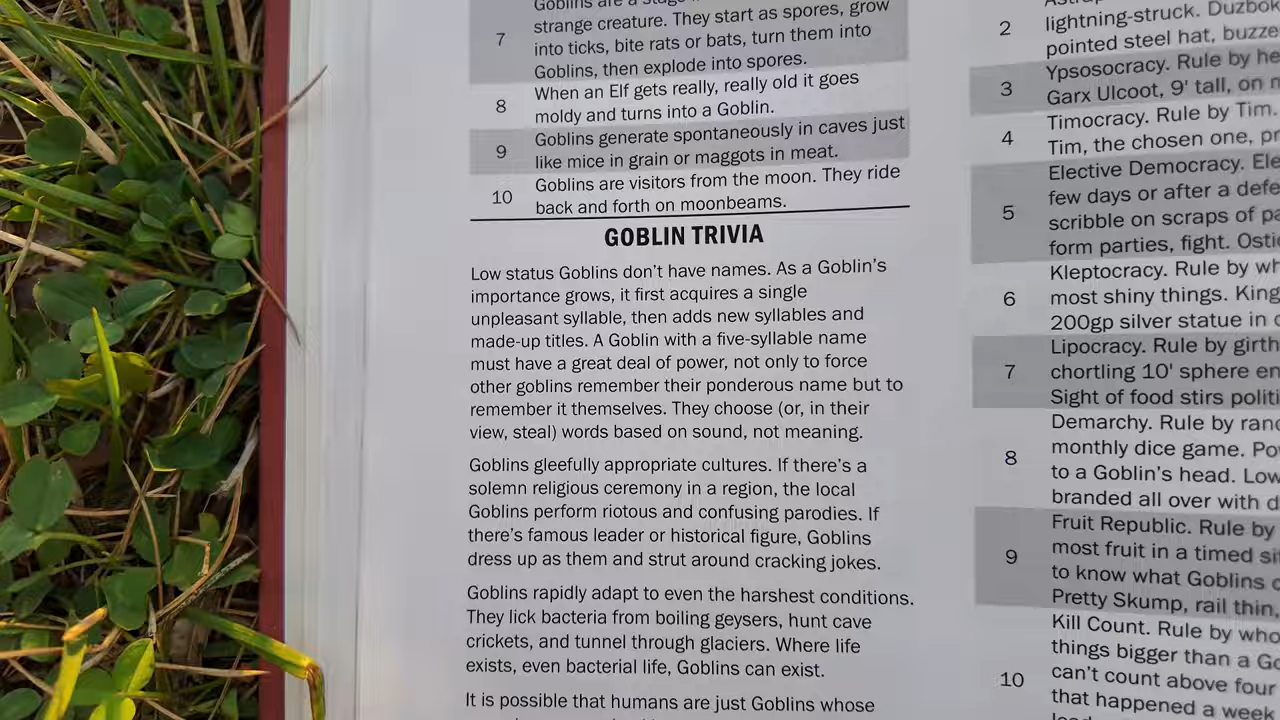 Goblins are a stage
7
strange creature. They start as spores, grow
into ticks, bite rats or bats, turn them into
Goblins, then explode into spores.
8
When an Elf gets really, really old it goes
moldy and turns into a Goblin.
9
Goblins generate spontaneously in caves just
like mice in grain or maggots in meat.
10
Goblins are visitors from the moon. They ride
back and forth on moonbeams.
GOBLIN TRIVIA
Low status Goblins don't have names. As a Goblin's
importance grows, it first acquires a single
unpleasant syllable, then adds new syllables and
made-up titles. A Goblin with a five-syllable name
must have a great deal of power, not only to force
other goblins remember their ponderous name but to
remember it themselves. They choose (or, in their
view, steal) words based on sound, not meaning.
Goblins gleefully appropriate cultures. If there's a
solemn religious ceremony in a region, the local
Goblins perform riotous and confusing parodies. If
there's famous leader or historical figure, Goblins
dress up as them and strut around cracking jokes.
Goblins rapidly adapt to even the harshest conditions.
They lick bacteria from boiling geysers, hunt cave
crickets, and tunnel through glaciers. Where life
exists, even bacterial life, Goblins can exist.
It is possible that humans are just Goblins whose
2
lightning-struck.
pointed steel hat,
3
Ypsosocracy. Rule by
Garx Ulcoot, 9' tall, on
4
Timocracy. Rule by Tim.
Tim, the chosen one,
5
Elective Democracy.
few days or after a
scribble on scraps of
form parties, fight.
6
Kleptocracy. Rule by
most shiny things. King
200gp silver statue in
7
Lipocracy. Rule by girth
chortling 10' sphere
Sight of food stirs
8
Demarchy. Rule by
monthly dice game.
to a Goblin's head. Low
branded all over with
9
Fruit Republic. Rule by
most fruit in a timed
to know what Goblins
Pretty Skump, rail thin,
10
Kill Count. Rule by
things bigger than a
can't count above four
that happened a week